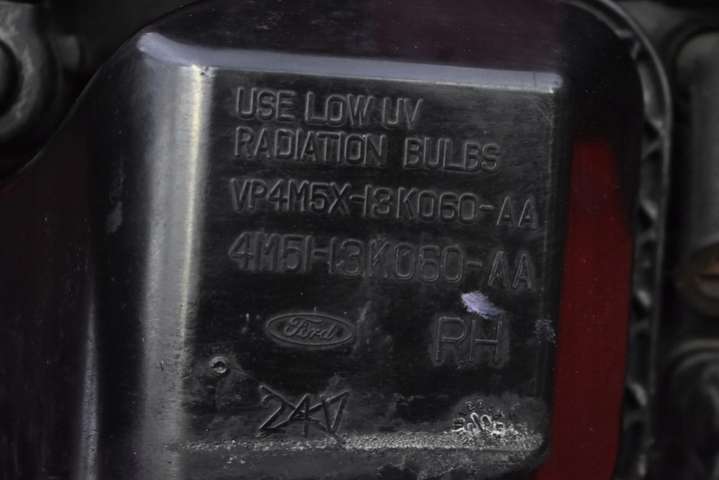 USE LOW UV
RADIATION BULBS
VP4M5X-13K060-AA
4M51-13K060-AA
Ford
RH
24V